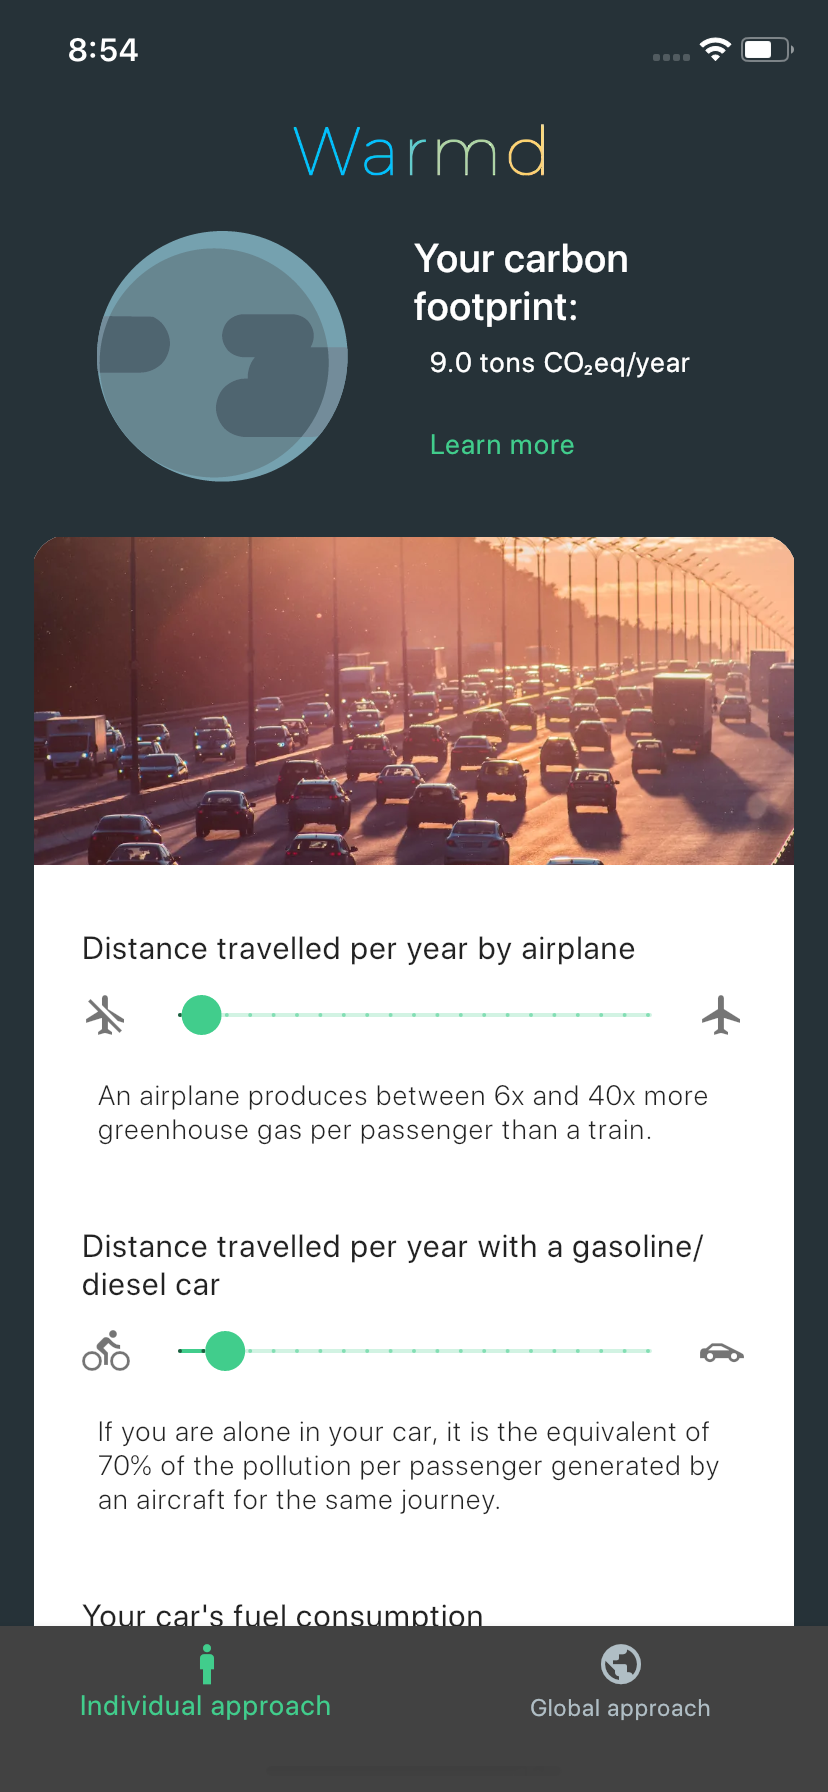 8:54
Warmd
Your carbon
footprint:
9.0 tons CO₂eq/year
Learn more
Distance travelled per year by airplane
An airplane produces between 6x and 40x more
greenhouse gas per passenger than a train.
Distance travelled per year with a gasoline/
diesel car
If you are alone in your car, it is the equivalent of
70% of the pollution per passenger generated by
an aircraft for the same journey.
Your car's fuel consumption
Individual approach
Global approach